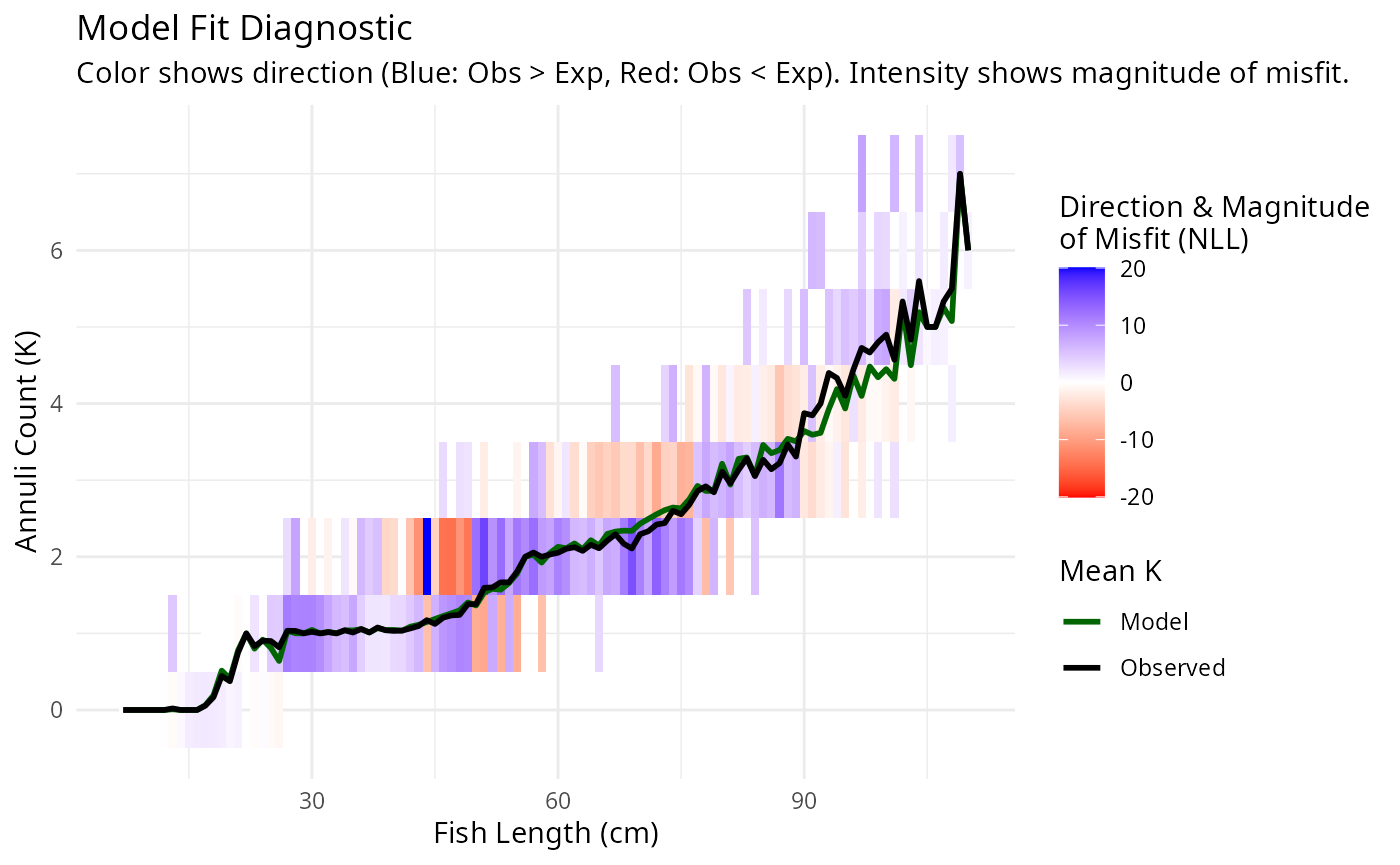 Model Fit Diagnostic
Color shows direction (Blue: Obs > Exp, Red: Obs < Exp). Intensity shows magnitude of misfit.
Annuli Count (K)
6
4
2
0
30
60
90
Fish Length (cm)
Direction & Magnitude
of Misfit (NLL)
20
10
0
-10
-20
Mean K
Model
Observed